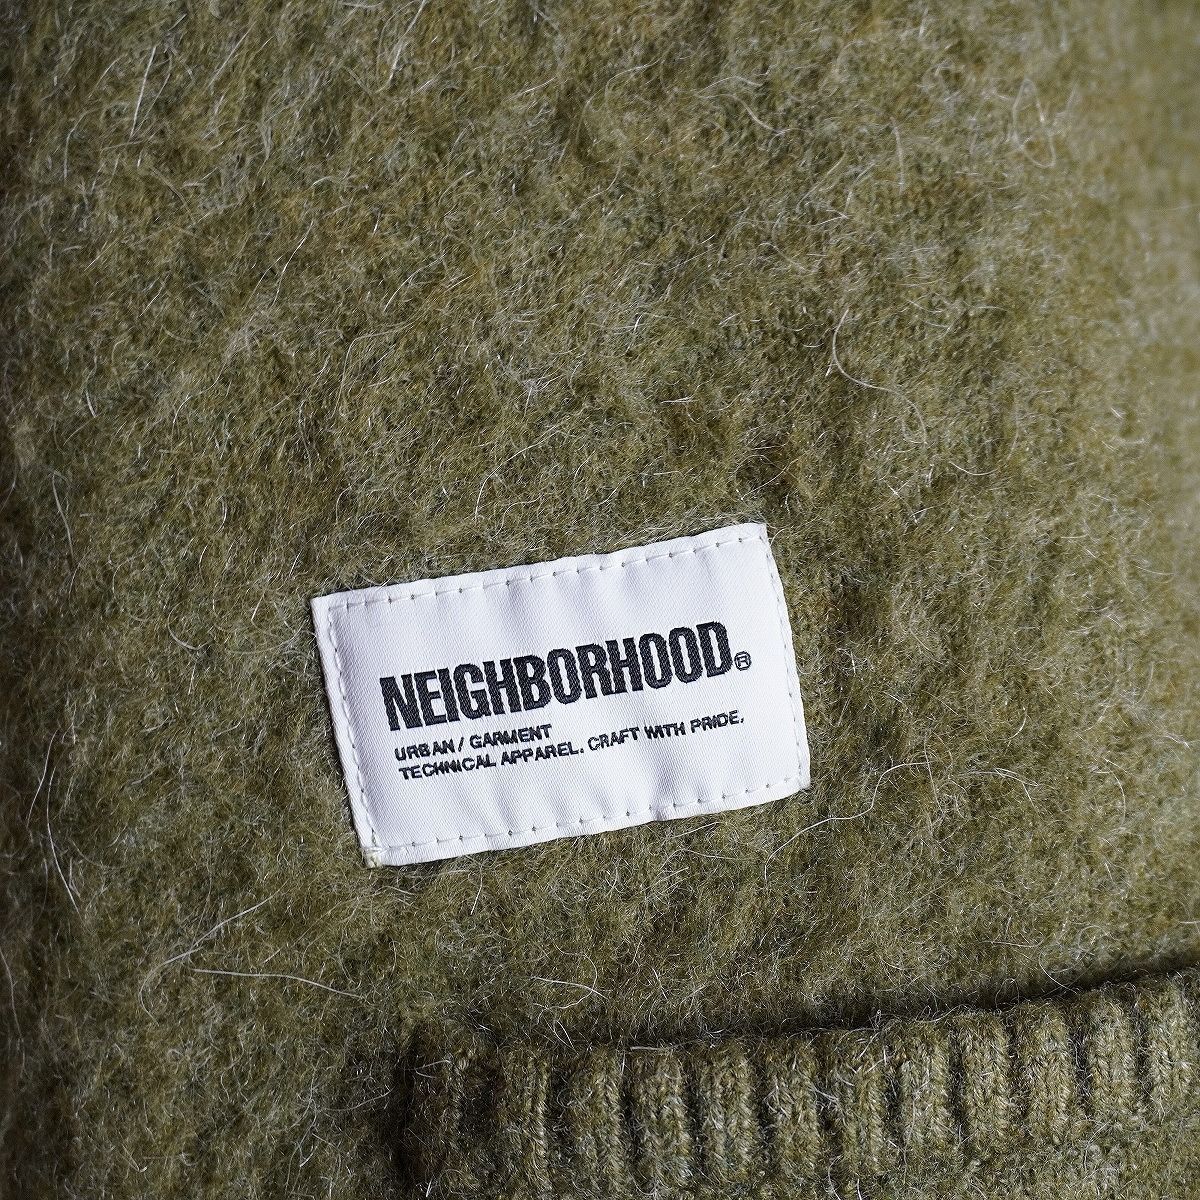 NEIGHBORHOOD®
URBAN / GARMENT
TECHNICAL APPAREL. CRAFT WITH PRIDE.